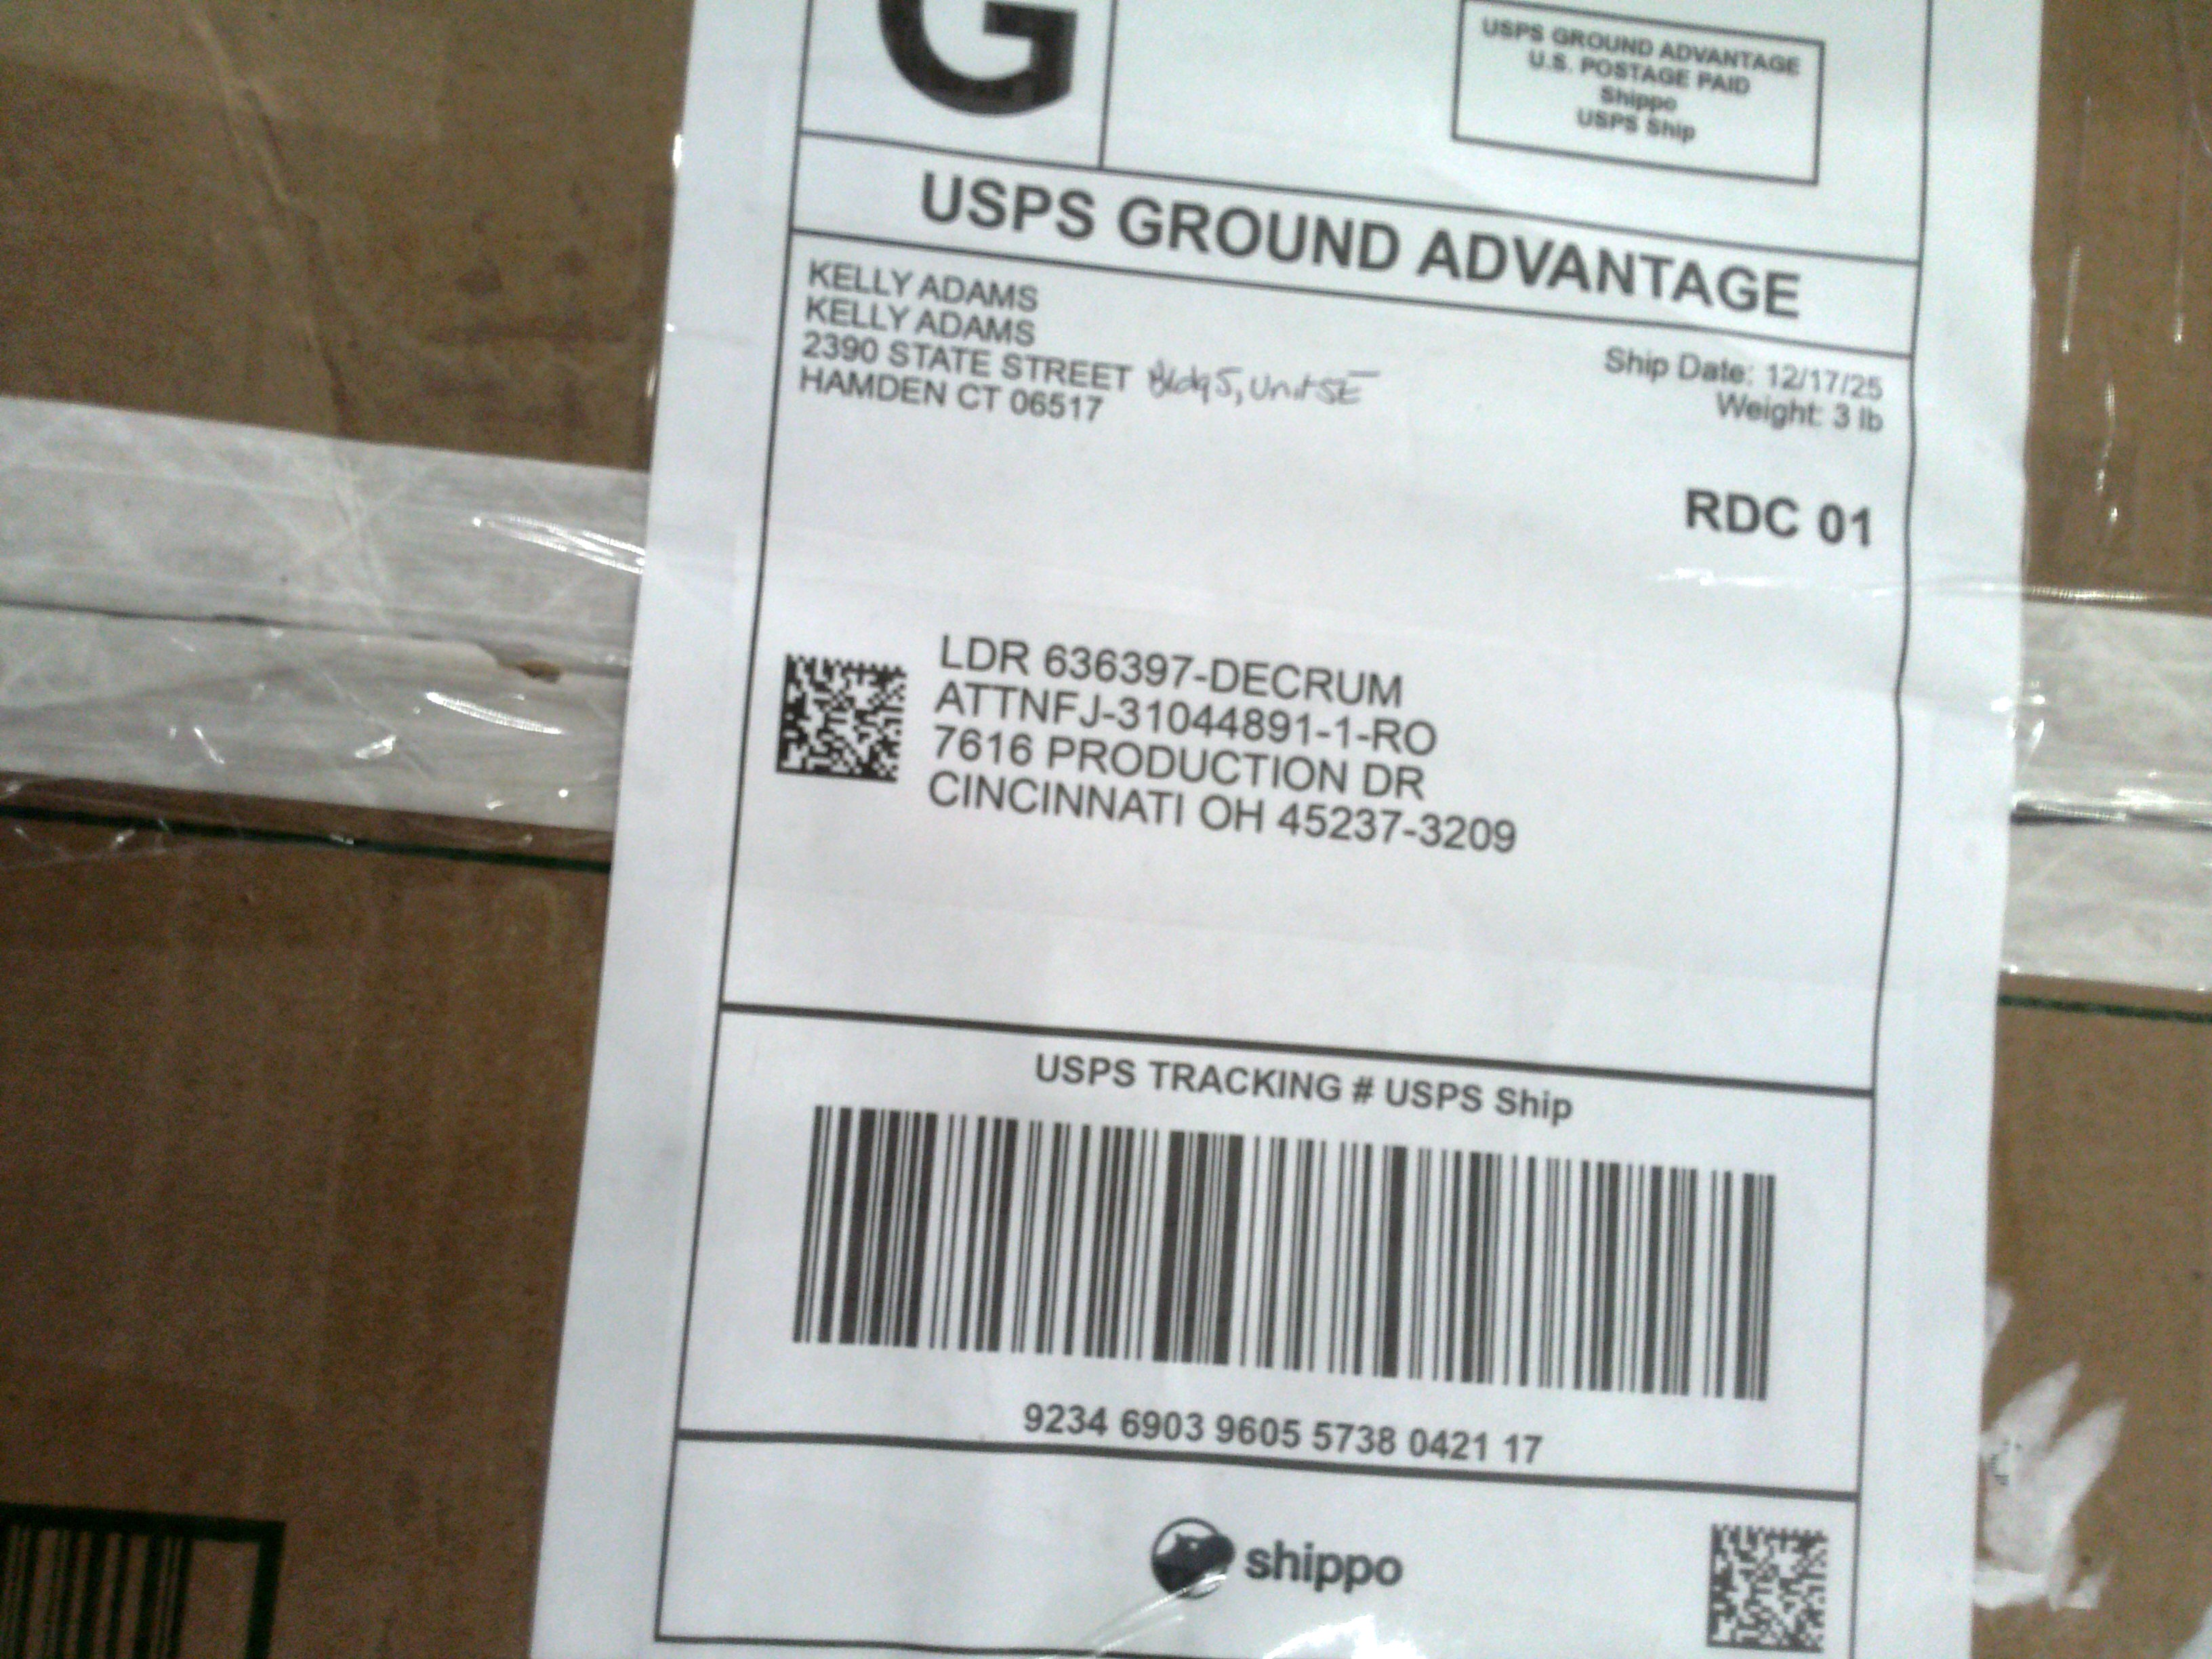 G
USPS GROUND ADVANTAGE
U.S. POSTAGE PAID
Shippo
USPS Ship
USPS GROUND ADVANTAGE
KELLY ADAMS
KELLY ADAMS
2390 STATE STREET Bldg 5, Unit 5E
HAMDEN CT 06517
Ship Date: 12/17/25
Weight: 3 lb
RDC 01
LDR 636397-DECRUM
ATTNFJ-31044891-1-RO
7616 PRODUCTION DR
CINCINNATI OH 45237-3209
USPS TRACKING # USPS Ship
9234 6903 9605 5738 0421 17
shippo